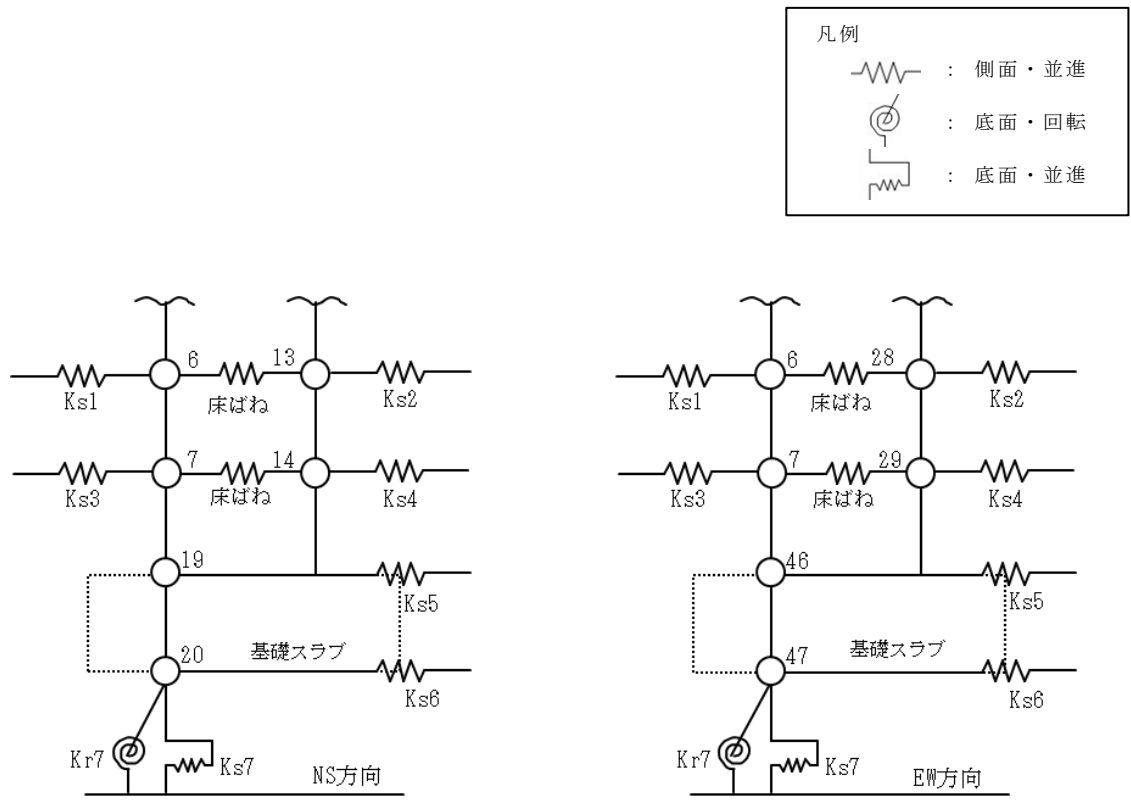 凡例
： 側面・並進
： 底面・回転
： 底面・並進
6 13
Ks1 床ばね Ks2
7 14
Ks3 床ばね Ks4
19
Ks5
20 基礎スラブ
Ks6
Kr7 Ks7 NS方向
6 28
Ks1 床ばね Ks2
7 29
Ks3 床ばね Ks4
46
Ks5
47 基礎スラブ
Ks6
Kr7 Ks7 EW方向